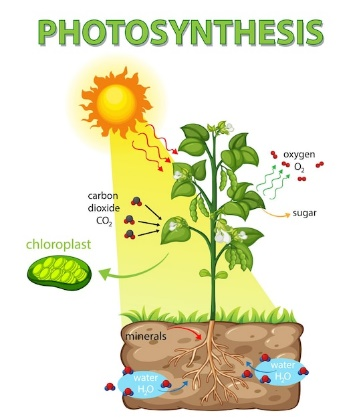 PHOTOSYNTHESIS
oxygen
O₂
carbon
dioxide
CO₂
sugar
chloroplast
minerals
water
H₂O
water
H₂O